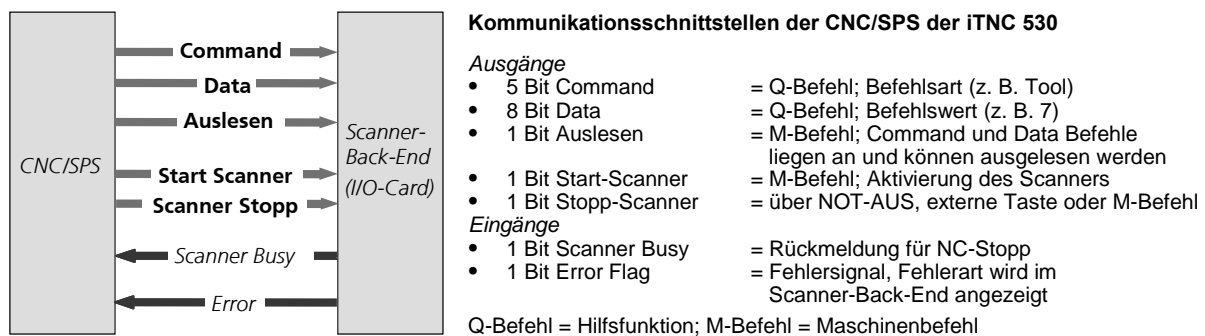 Command
Data
Auslesen
Start Scanner
Scanner Stopp
Scanner Busy
Error
CNC/SPS
Scanner-
Back-End
(I/O-Card)
Kommunikationsschnittstellen der CNC/SPS der iTNC 530
Ausgänge
• 5 Bit Command = Q-Befehl; Befehlsart (z. B. Tool)
• 8 Bit Data = Q-Befehl; Befehlswert (z. B. 7)
• 1 Bit Auslesen = M-Befehl; Command und Data Befehle
liegen an und können ausgelesen werden
• 1 Bit Start-Scanner = M-Befehl; Aktivierung des Scanners
• 1 Bit Stopp-Scanner = über NOT-AUS, externe Taste oder M-Befehl
Eingänge
• 1 Bit Scanner Busy = Rückmeldung für NC-Stopp
• 1 Bit Error Flag = Fehlersignal, Fehlerart wird im
Scanner-Back-End angezeigt
Q-Befehl = Hilfsfunktion; M-Befehl = Maschinenbefehl